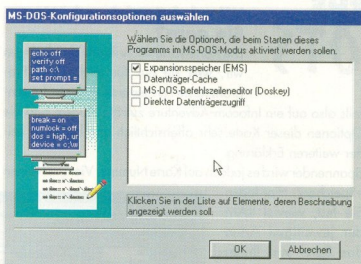 MS-DOS-Konfigurationsoptionen auswählen
echo off
verify off
path c:\
set prompt =
break = on
numlock = off
dos = high, ur
device = c:\w
Wählen Sie die Optionen, die beim Starten dieses
Programms im MS-DOS-Modus aktiviert werden sollen.
Expansionsspeicher (EMS)
Datenträger-Cache
MS-DOS-Befehlszeileneditor (Doskey)
Direkter Datenträgerzugriff
Klicken Sie in der Liste auf Elemente, deren Beschreibung
angezeigt werden soll.
OK
Abbrechen